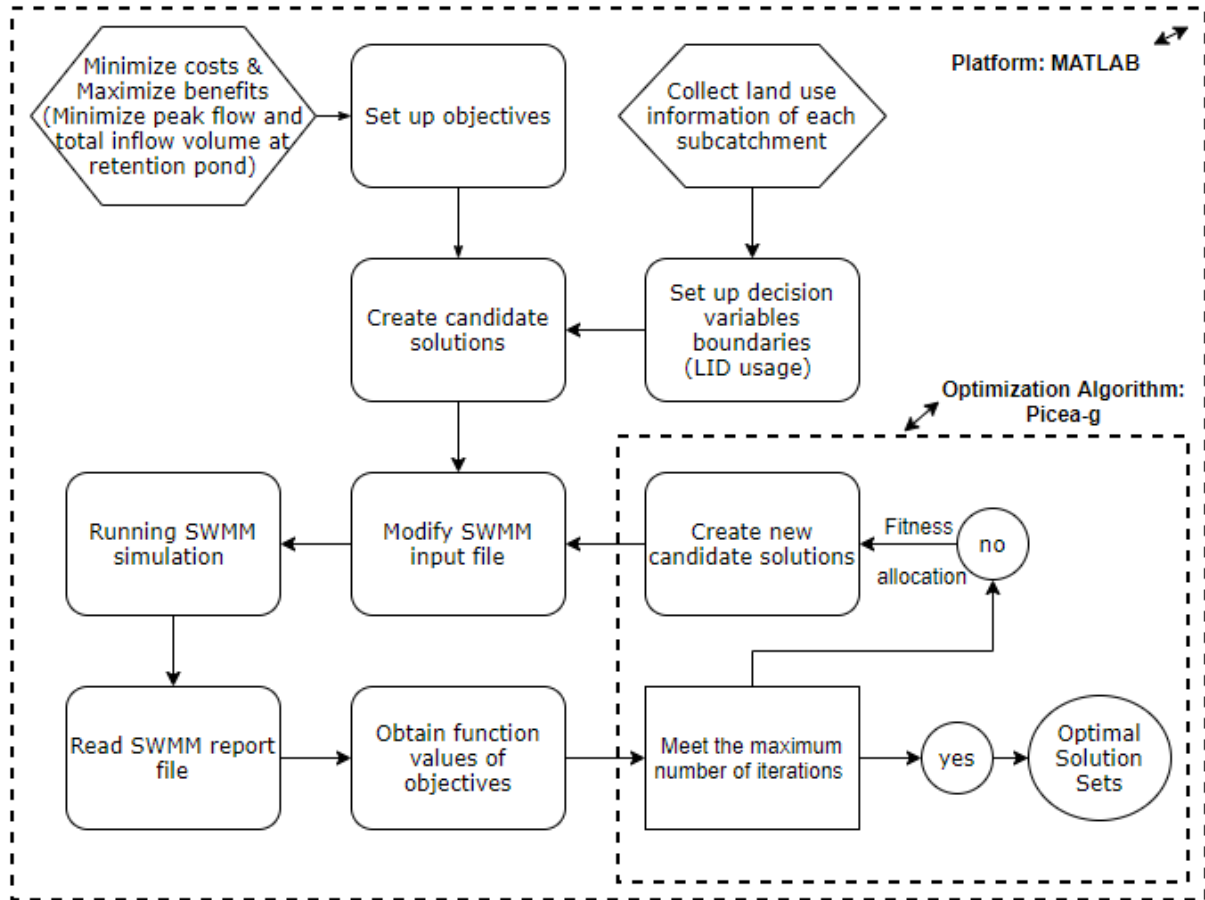 Minimize costs &
Maximize benefits
(Minimize peak flow and
total inflow volume at
retention pond)
Set up objectives
Collect land use
information of each
subcatchment
Platform: MATLAB
Create candidate
solutions
Set up decision
variables
boundaries
(LID usage)
Optimization Algorithm:
Picea-g
Running SWMM
simulation
Modify SWMM
input file
Create new
candidate solutions
Fitness
allocation
no
Read SWMM report
file
Obtain function
values of
objectives
Meet the maximum
number of iterations
yes
Optimal
Solution
Sets